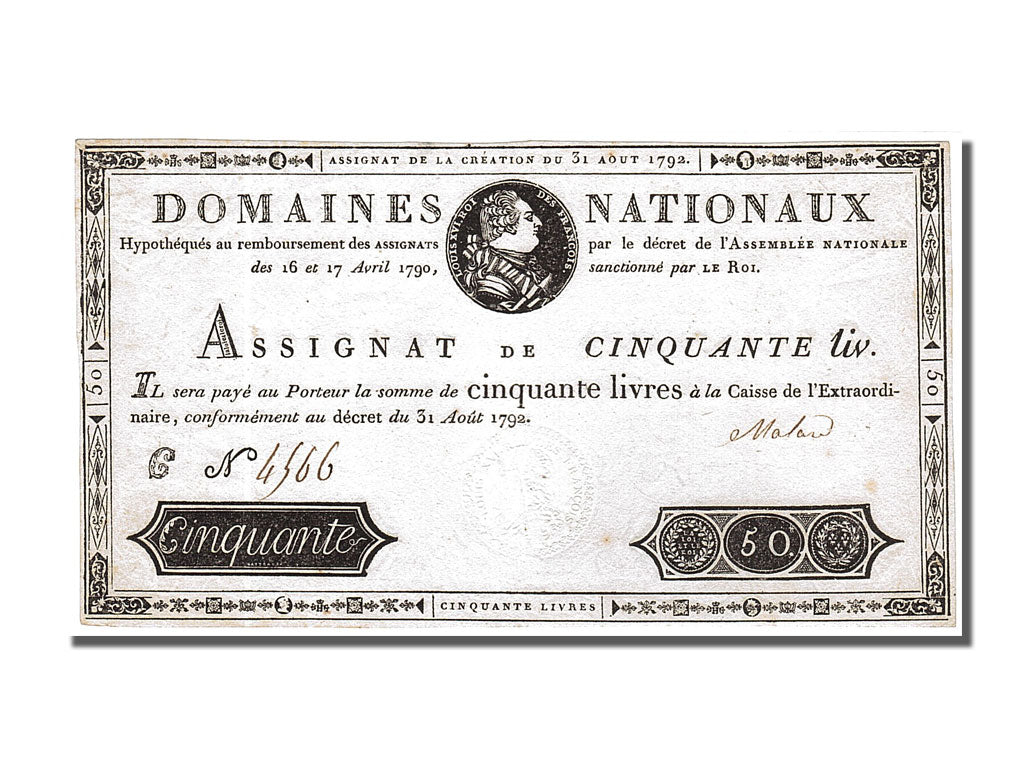 ASSIGNAT DE LA CRÉATION DU 31 AOUT 1792.
DOMAINES NATIONAUX
LOUIS XVI ROI DES FRANÇOIS
Hypothéqués au remboursement des ASSIGNATS par le décret de l'ASSEMBLÉE NATIONALE
des 16 et 17 Avril 1790, sanctionné par LE ROI.
ASSIGNAT DE CINQUANTE liv.
IL sera payé au Porteur la somme de cinquante livres à la Caisse de l'Extraordi-
naire, conformément au décret du 31 Août 1792.
50
50
Malard
C N° 4566
Cinquante
50.
CINQUANTE LIVRES